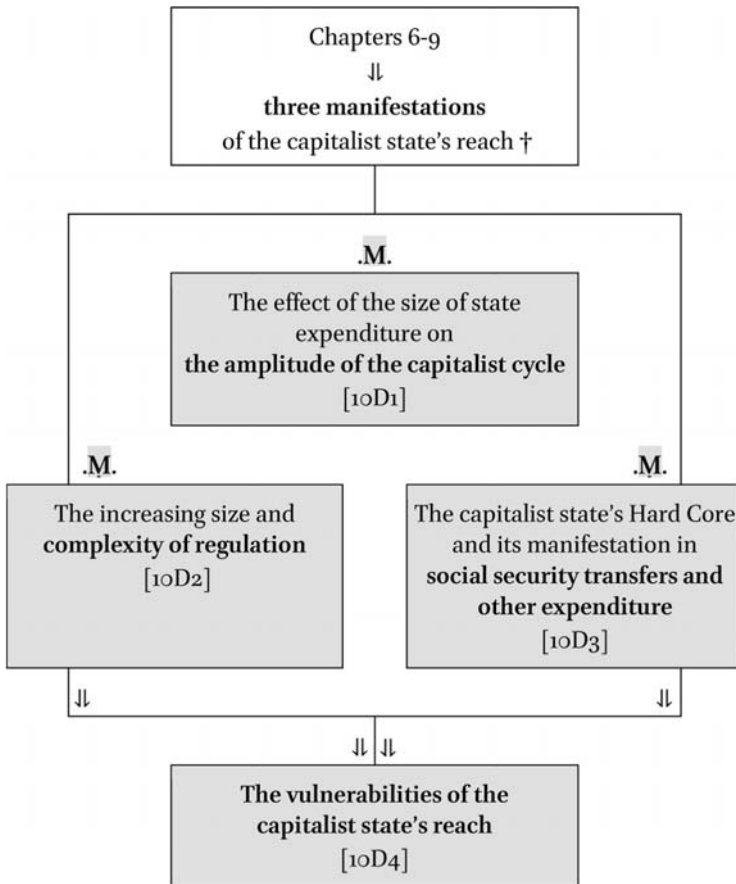 Chapters 6-9
⇓
three manifestations
of the capitalist state's reach †
.M.
The effect of the size of state
expenditure on
the amplitude of the capitalist cycle
[10D1]
.M.
The increasing size and
complexity of regulation
[10D2]
.M.
The capitalist state's Hard Core
and its manifestation in
social security transfers and
other expenditure
[10D3]
⇓ ⇓
⇓ ⇓
The vulnerabilities of the
capitalist state's reach
[10D4]